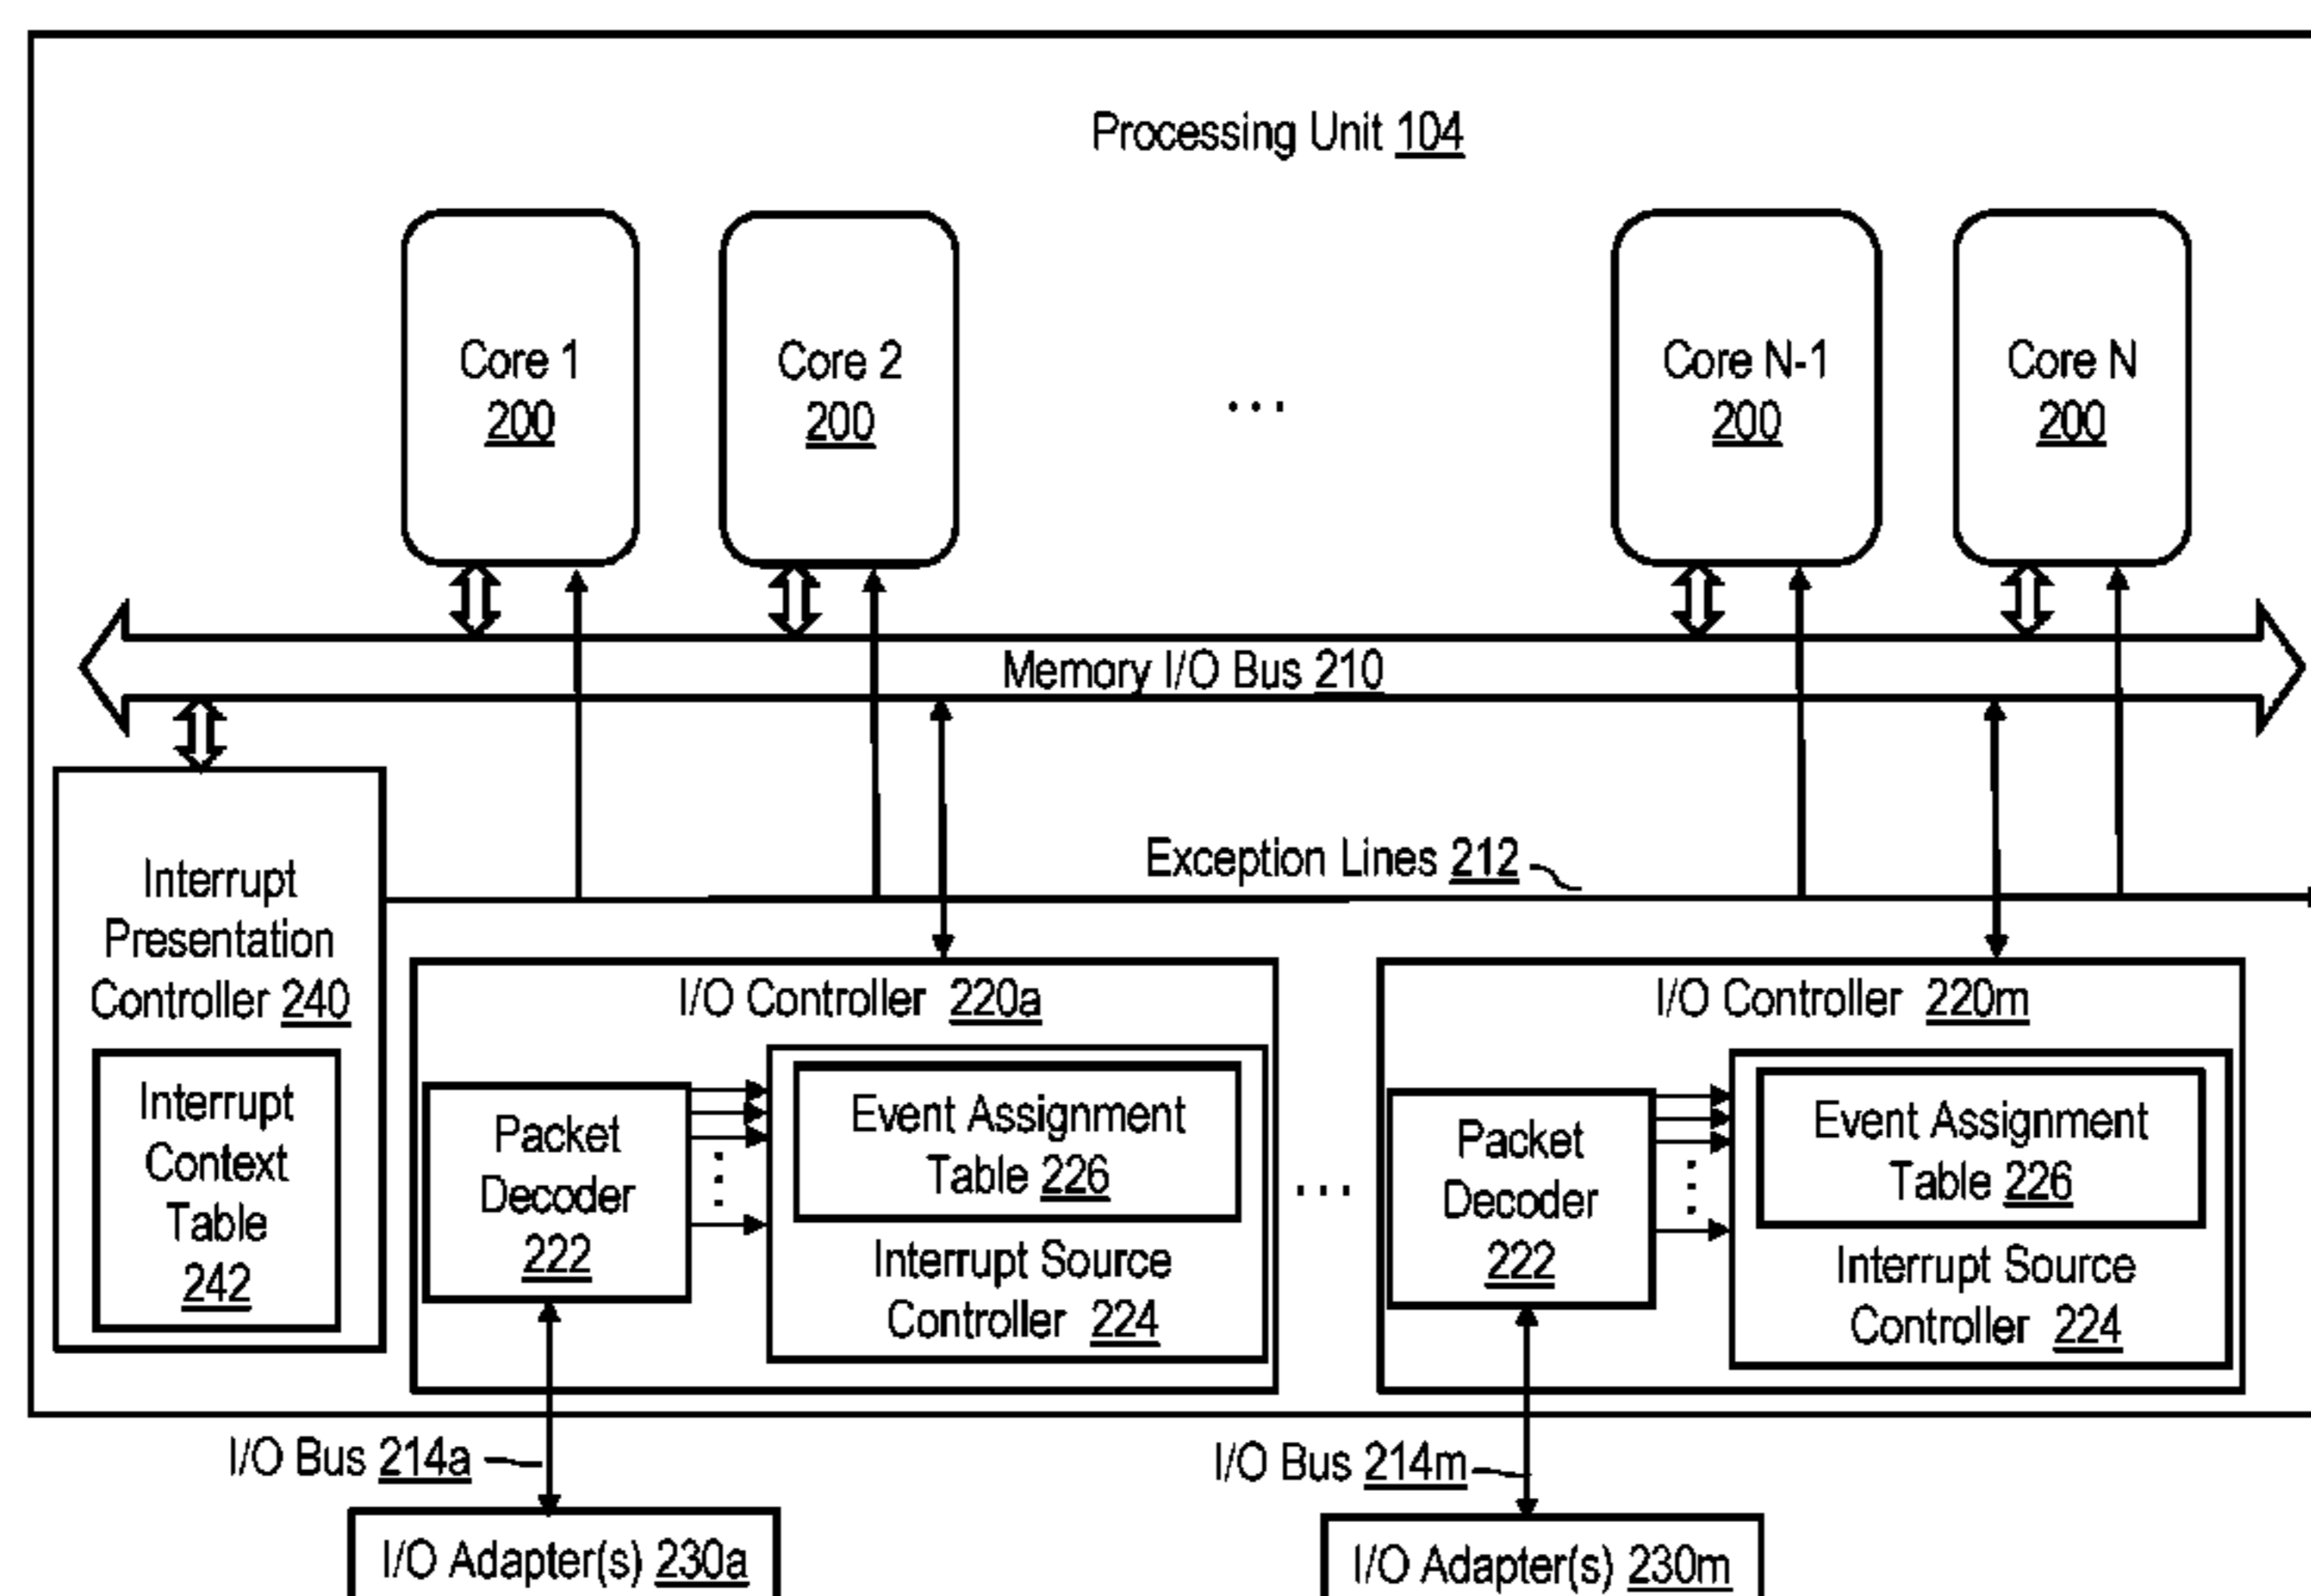 Processing Unit 104
Core 1
200
Core 2
200
...
Core N-1
200
Core N
200
Memory I/O Bus 210
Exception Lines 212
Interrupt
Presentation
Controller 240
Interrupt
Context
Table
242
I/O Controller 220a
Packet
Decoder
222
Event Assignment
Table 226
Interrupt Source
Controller 224
...
I/O Controller 220m
Packet
Decoder
222
Event Assignment
Table 226
Interrupt Source
Controller 224
I/O Bus 214a
I/O Bus 214m
I/O Adapter(s) 230a
I/O Adapter(s) 230m